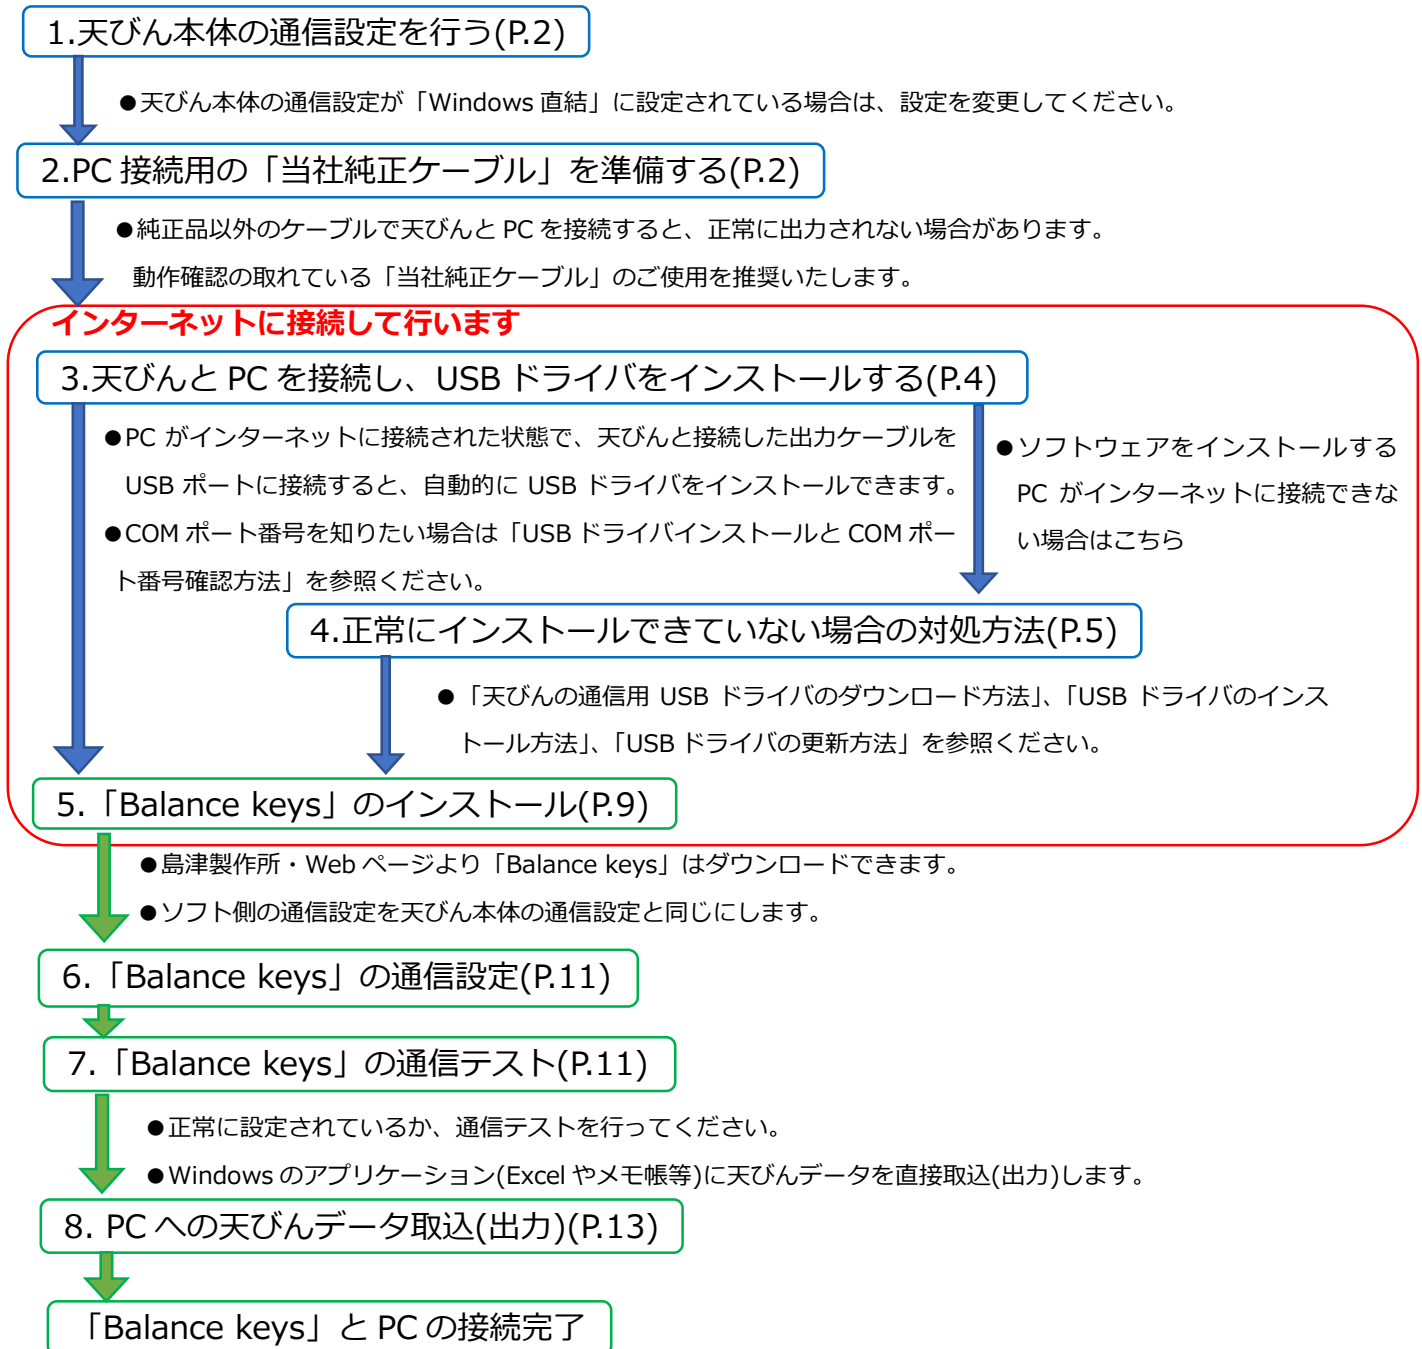 1.天びん本体の通信設定を行う(P.2)
●天びん本体の通信設定が「Windows 直結」に設定されている場合は、設定を変更してください。
2.PC 接続用の「当社純正ケーブル」を準備する(P.2)
●純正品以外のケーブルで天びんと PC を接続すると、正常に出力されない場合があります。
動作確認の取れている「当社純正ケーブル」のご使用を推奨いたします。
インターネットに接続して行います
3.天びんと PC を接続し、USB ドライバをインストールする(P.4)
●PC がインターネットに接続された状態で、天びんと接続した出力ケーブルを
USB ポートに接続すると、自動的に USB ドライバをインストールできます。
●COM ポート番号を知りたい場合は「USB ドライバインストールと COM ポー
ト番号確認方法」を参照ください。
●ソフトウェアをインストールする
PC がインターネットに接続できな
い場合はこちら
4.正常にインストールできていない場合の対処方法(P.5)
●「天びんの通信用 USB ドライバのダウンロード方法」、「USB ドライバのインス
トール方法」、「USB ドライバの更新方法」を参照ください。
5.「Balance keys」のインストール(P.9)
●島津製作所・Web ページより「Balance keys」はダウンロードできます。
●ソフト側の通信設定を天びん本体の通信設定と同じにします。
6.「Balance keys」の通信設定(P.11)
7.「Balance keys」の通信テスト(P.11)
●正常に設定されているか、通信テストを行ってください。
●Windows のアプリケーション(Excel やメモ帳等)に天びんデータを直接取込(出力)します。
8. PC への天びんデータ取込(出力)(P.13)
「Balance keys」と PC の接続完了